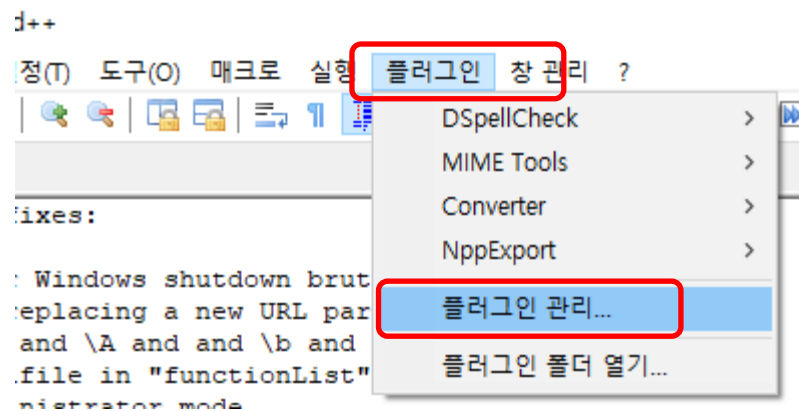 d++
정(T) 도구(O) 매크로 실행 플러그인 창 관리 ?
DSpellCheck
MIME Tools
Converter
NppExport
플러그인 관리...
플러그인 폴더 열기...
fixes:
Windows shutdown brut
replacing a new URL par
and \A and and \b and
file in "functionList"
nistrator mode